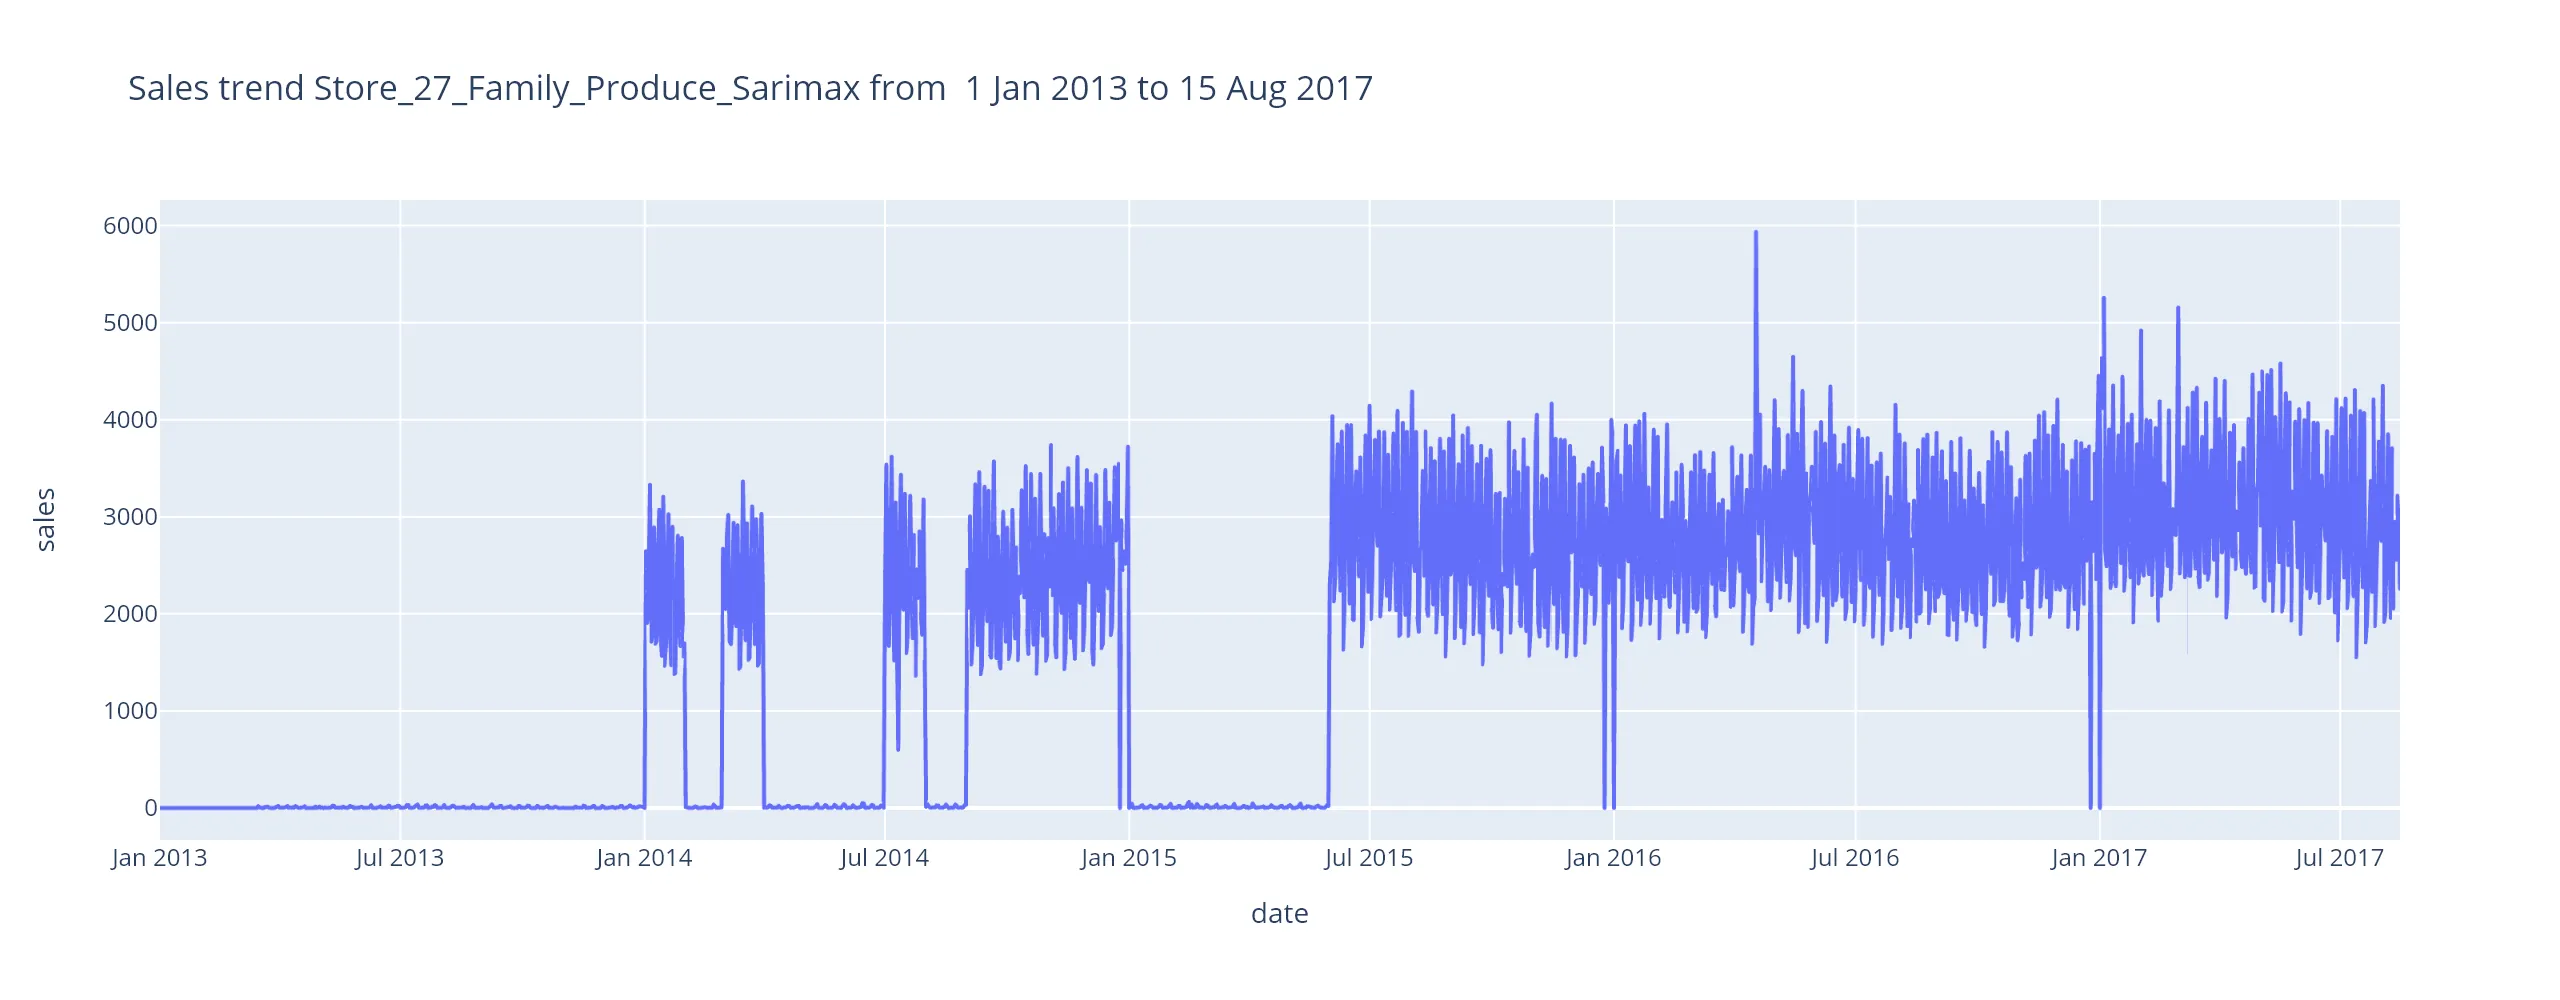 Sales trend Store_27_Family_Produce_Sarimax from  1 Jan 2013 to 15 Aug 2017
6000
5000
4000
3000
2000
1000
0
sales
Jan 2013 Jul 2013 Jan 2014 Jul 2014 Jan 2015 Jul 2015 Jan 2016 Jul 2016 Jan 2017 Jul 2017
date